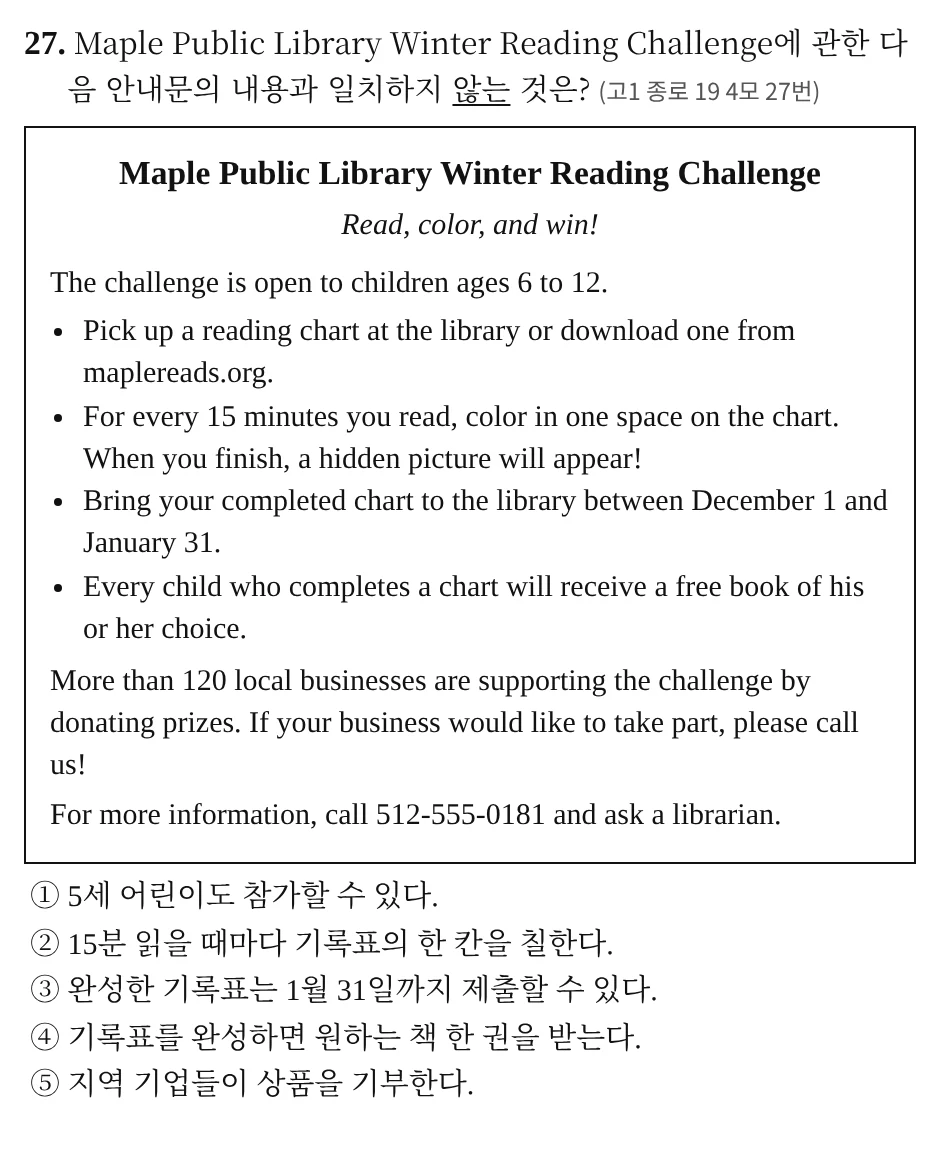 27. Maple Public Library Winter Reading Challenge에 관한 다
음 안내문의 내용과 일치하지 않는 것은? (고1 종로 19 4모 27번)
Maple Public Library Winter Reading Challenge
Read, color, and win!
The challenge is open to children ages 6 to 12.
• Pick up a reading chart at the library or download one from
maplereads.org.
• For every 15 minutes you read, color in one space on the chart.
When you finish, a hidden picture will appear!
• Bring your completed chart to the library between December 1 and
January 31.
• Every child who completes a chart will receive a free book of his
or her choice.
More than 120 local businesses are supporting the challenge by
donating prizes. If your business would like to take part, please call
us!
For more information, call 512-555-0181 and ask a librarian.
① 5세 어린이도 참가할 수 있다.
② 15분 읽을 때마다 기록표의 한 칸을 칠한다.
③ 완성한 기록표는 1월 31일까지 제출할 수 있다.
④ 기록표를 완성하면 원하는 책 한 권을 받는다.
⑤ 지역 기업들이 상품을 기부한다.